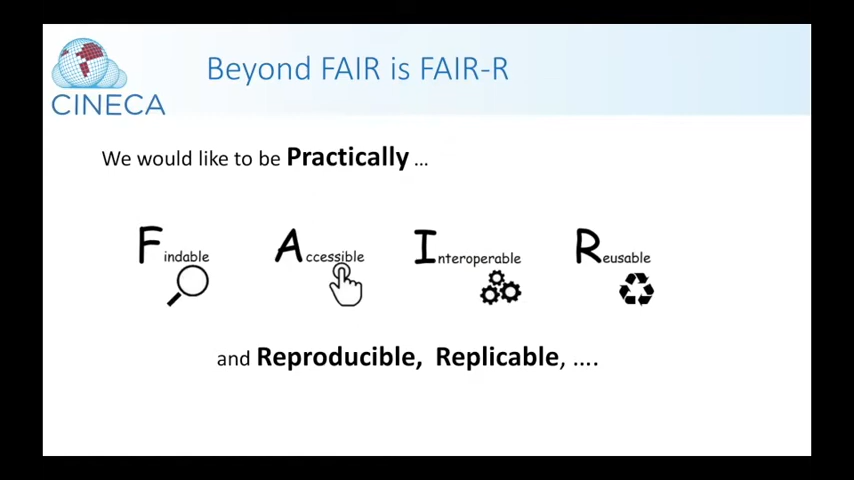 Beyond FAIR is FAIR-R
CINECA
We would like to be Practically ...
Findable Accessible Interoperable Reusable
and Reproducible, Replicable, ....